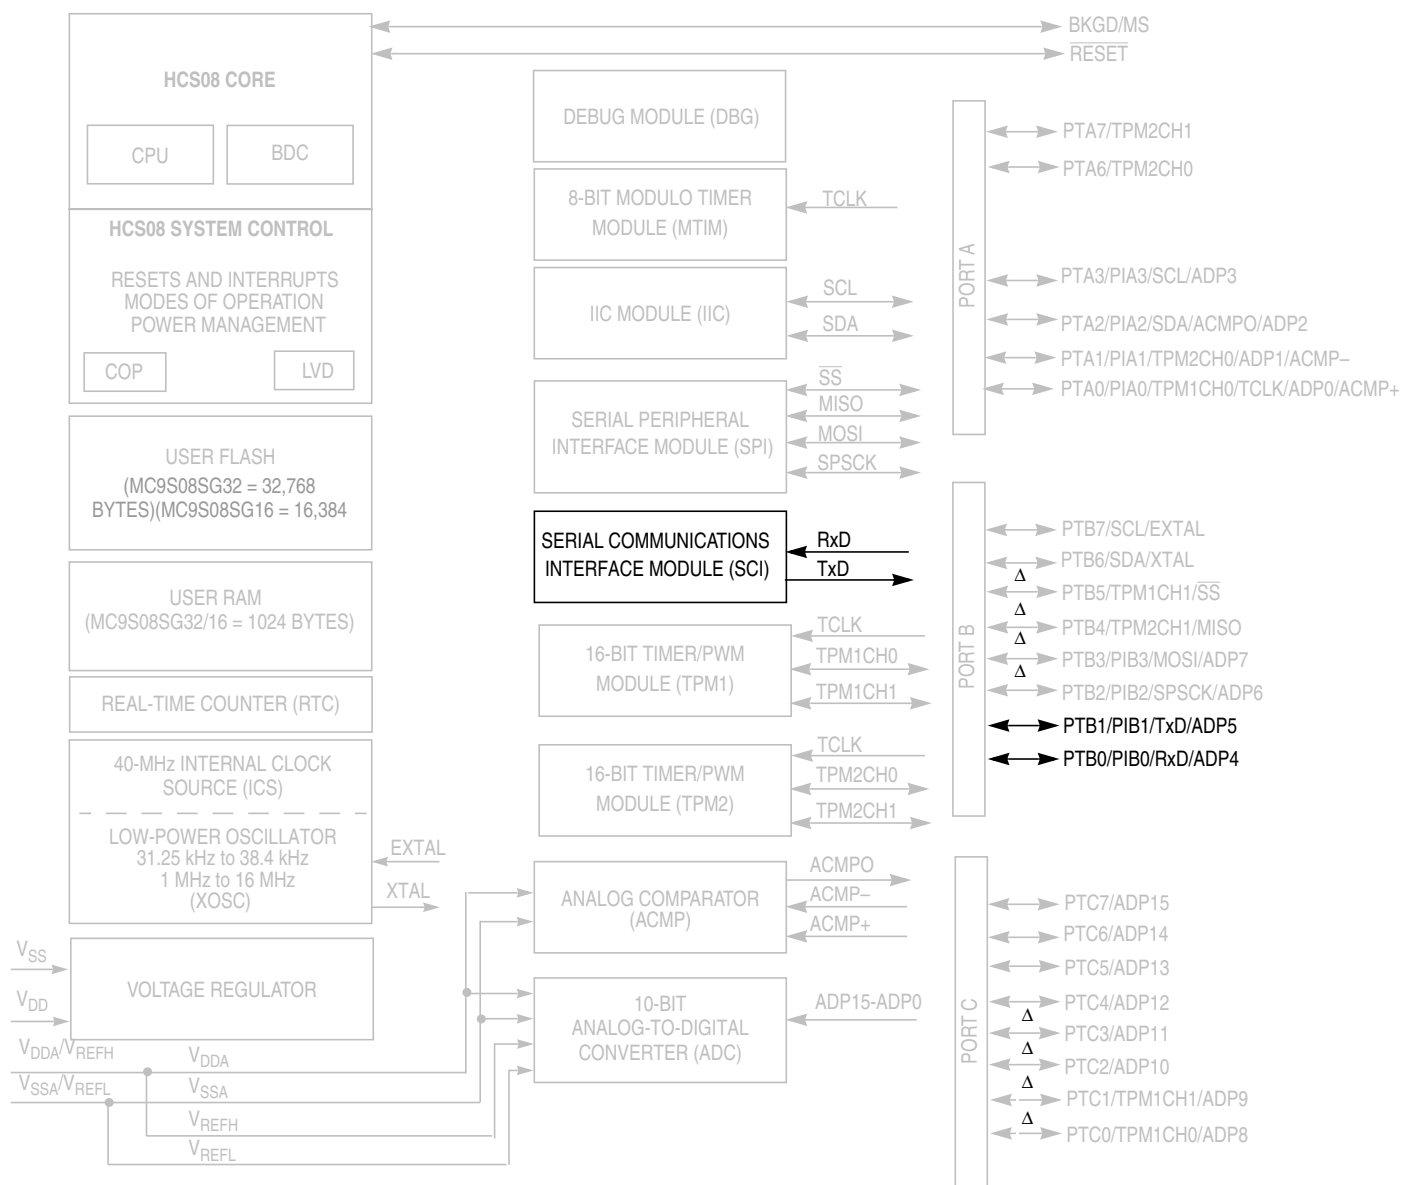 BKGD/MS
RESET
HCS08 CORE
CPU
BDC
HCS08 SYSTEM CONTROL
RESETS AND INTERRUPTS
MODES OF OPERATION
POWER MANAGEMENT
COP
LVD
USER FLASH
(MC9S08SG32 = 32,768
BYTES)(MC9S08SG16 = 16,384
USER RAM
(MC9S08SG32/16 = 1024 BYTES)
REAL-TIME COUNTER (RTC)
40-MHz INTERNAL CLOCK
SOURCE (ICS)
LOW-POWER OSCILLATOR
31.25 kHz to 38.4 kHz
1 MHz to 16 MHz
(XOSC)
EXTAL
XTAL
VSS
VDD
VOLTAGE REGULATOR
VDDA/VREFH
VSSA/VREFL
VDDA
VSSA
VREFH
VREFL
DEBUG MODULE (DBG)
8-BIT MODULO TIMER
MODULE (MTIM)
TCLK
IIC MODULE (IIC)
SCL
SDA
SERIAL PERIPHERAL
INTERFACE MODULE (SPI)
SS
MISO
MOSI
SPSCK
SERIAL COMMUNICATIONS
INTERFACE MODULE (SCI)
RxD
TxD
16-BIT TIMER/PWM
MODULE (TPM1)
TCLK
TPM1CH0
TPM1CH1
16-BIT TIMER/PWM
MODULE (TPM2)
TCLK
TPM2CH0
TPM2CH1
ANALOG COMPARATOR
(ACMP)
ACMPO
ACMP–
ACMP+
10-BIT
ANALOG-TO-DIGITAL
CONVERTER (ADC)
ADP15-ADP0
PORT A
PTA7/TPM2CH1
PTA6/TPM2CH0
PTA3/PIA3/SCL/ADP3
PTA2/PIA2/SDA/ACMPO/ADP2
PTA1/PIA1/TPM2CH0/ADP1/ACMP–
PTA0/PIA0/TPM1CH0/TCLK/ADP0/ACMP+
PORT B
PTB7/SCL/EXTAL
PTB6/SDA/XTAL
Δ
PTB5/TPM1CH1/SS
Δ
PTB4/TPM2CH1/MISO
Δ
PTB3/PIB3/MOSI/ADP7
Δ
PTB2/PIB2/SPSCK/ADP6
PTB1/PIB1/TxD/ADP5
PTB0/PIB0/RxD/ADP4
PORT C
PTC7/ADP15
PTC6/ADP14
PTC5/ADP13
PTC4/ADP12
Δ
PTC3/ADP11
Δ
PTC2/ADP10
Δ
PTC1/TPM1CH1/ADP9
Δ
PTC0/TPM1CH0/ADP8